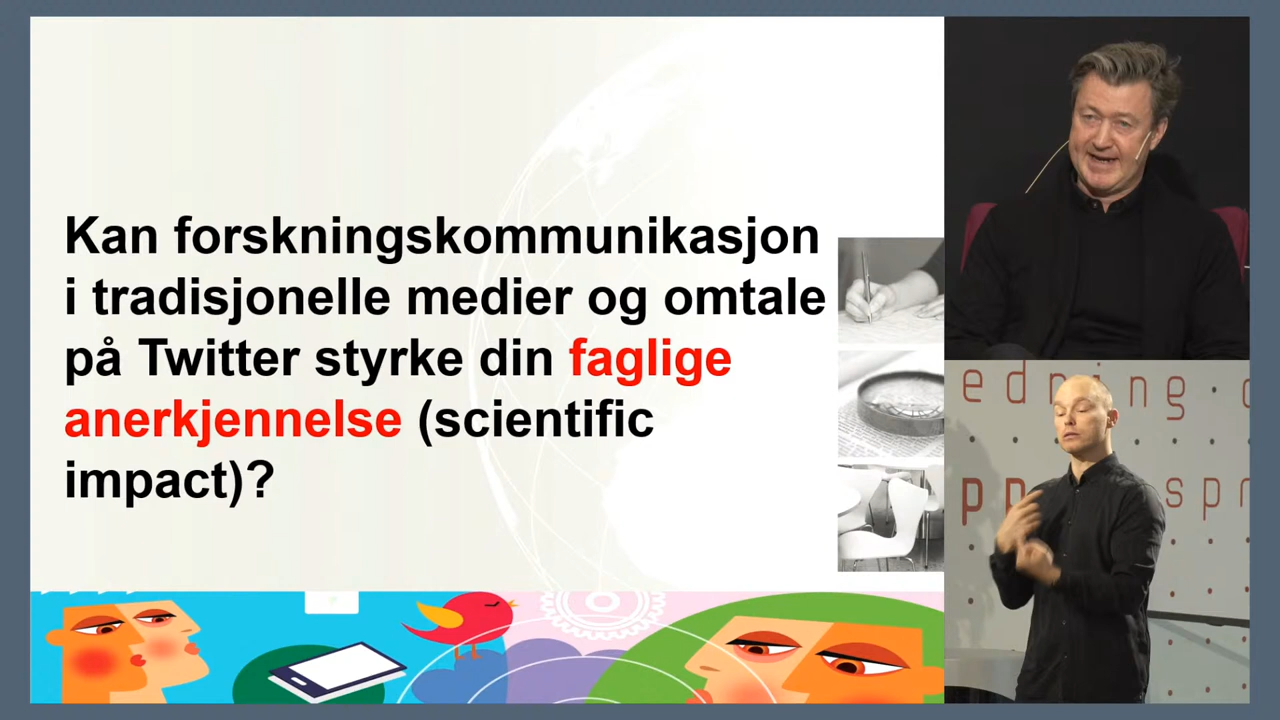 Kan forskningskommunikasjon
i tradisjonelle medier og omtale
på Twitter styrke din faglige
anerkjennelse (scientific
impact)?